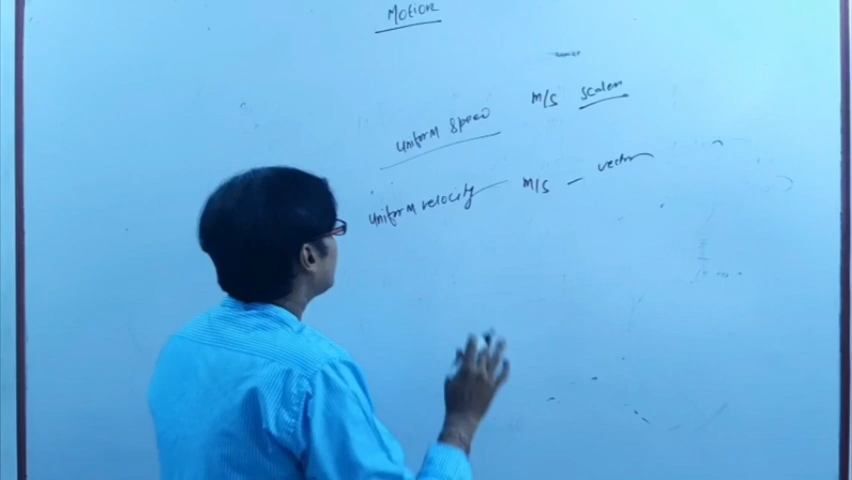 Motion
uniform speed m/s scalar
uniform velocity m/s — vector